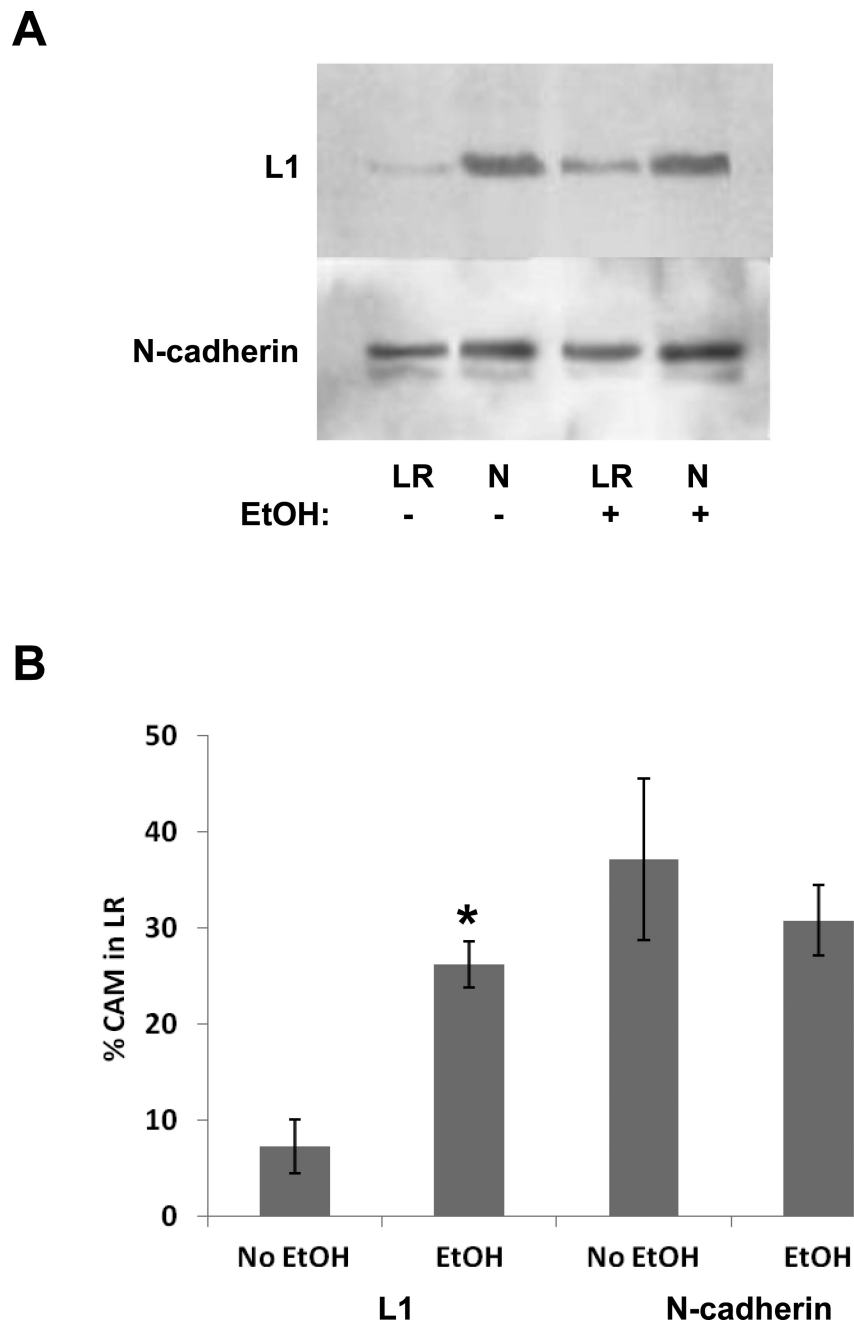 A
L1
N-cadherin
LR N LR N
EtOH: - - + +
B
50
40
30
20
10
0
% CAM in LR
*
No EtOH EtOH No EtOH EtOH
L1 N-cadherin